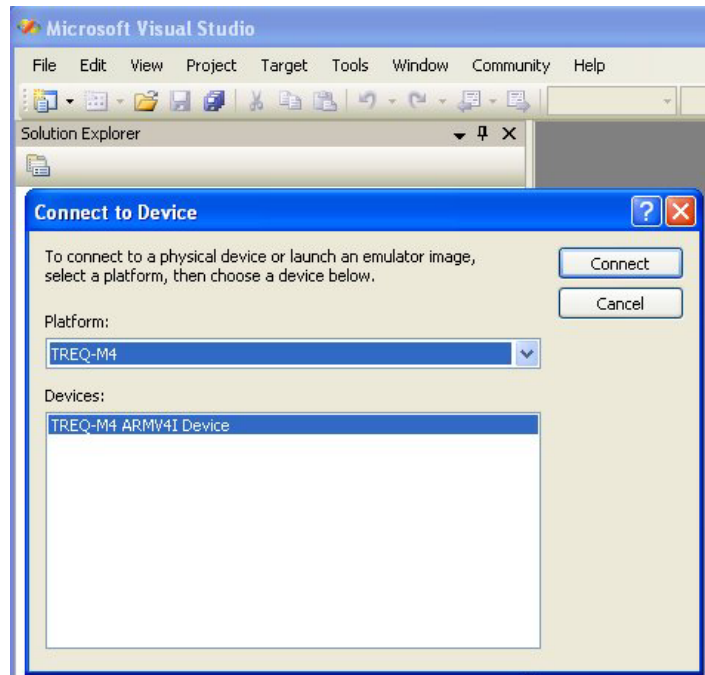 Microsoft Visual Studio
File Edit View Project Target Tools Window Community Help
Solution Explorer
Connect to Device
To connect to a physical device or launch an emulator image,
select a platform, then choose a device below.
Connect
Cancel
Platform:
TREQ-M4
Devices:
TREQ-M4 ARMV4I Device